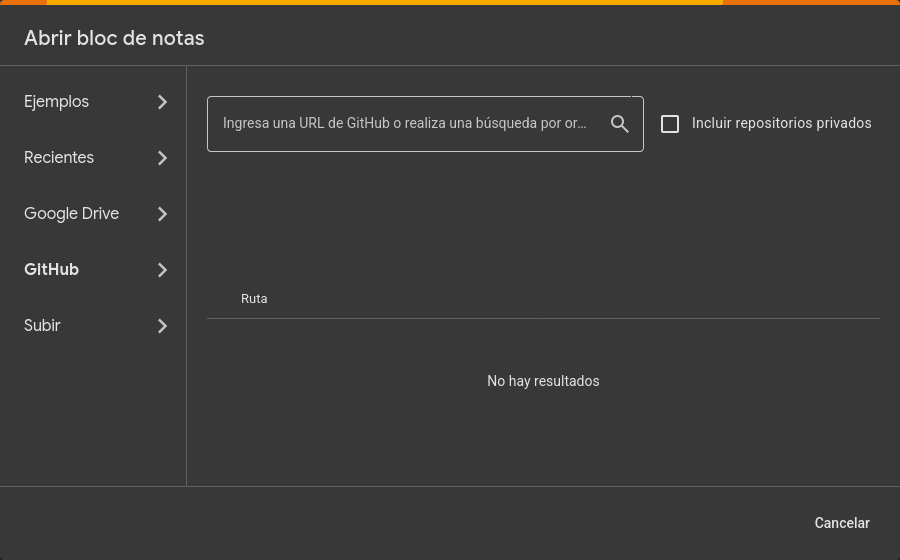 Abrir bloc de notas
Ejemplos
Recientes
Google Drive
GitHub
Subir
Ingresa una URL de GitHub o realiza una búsqueda por or...
Incluir repositorios privados
Ruta
No hay resultados
Cancelar